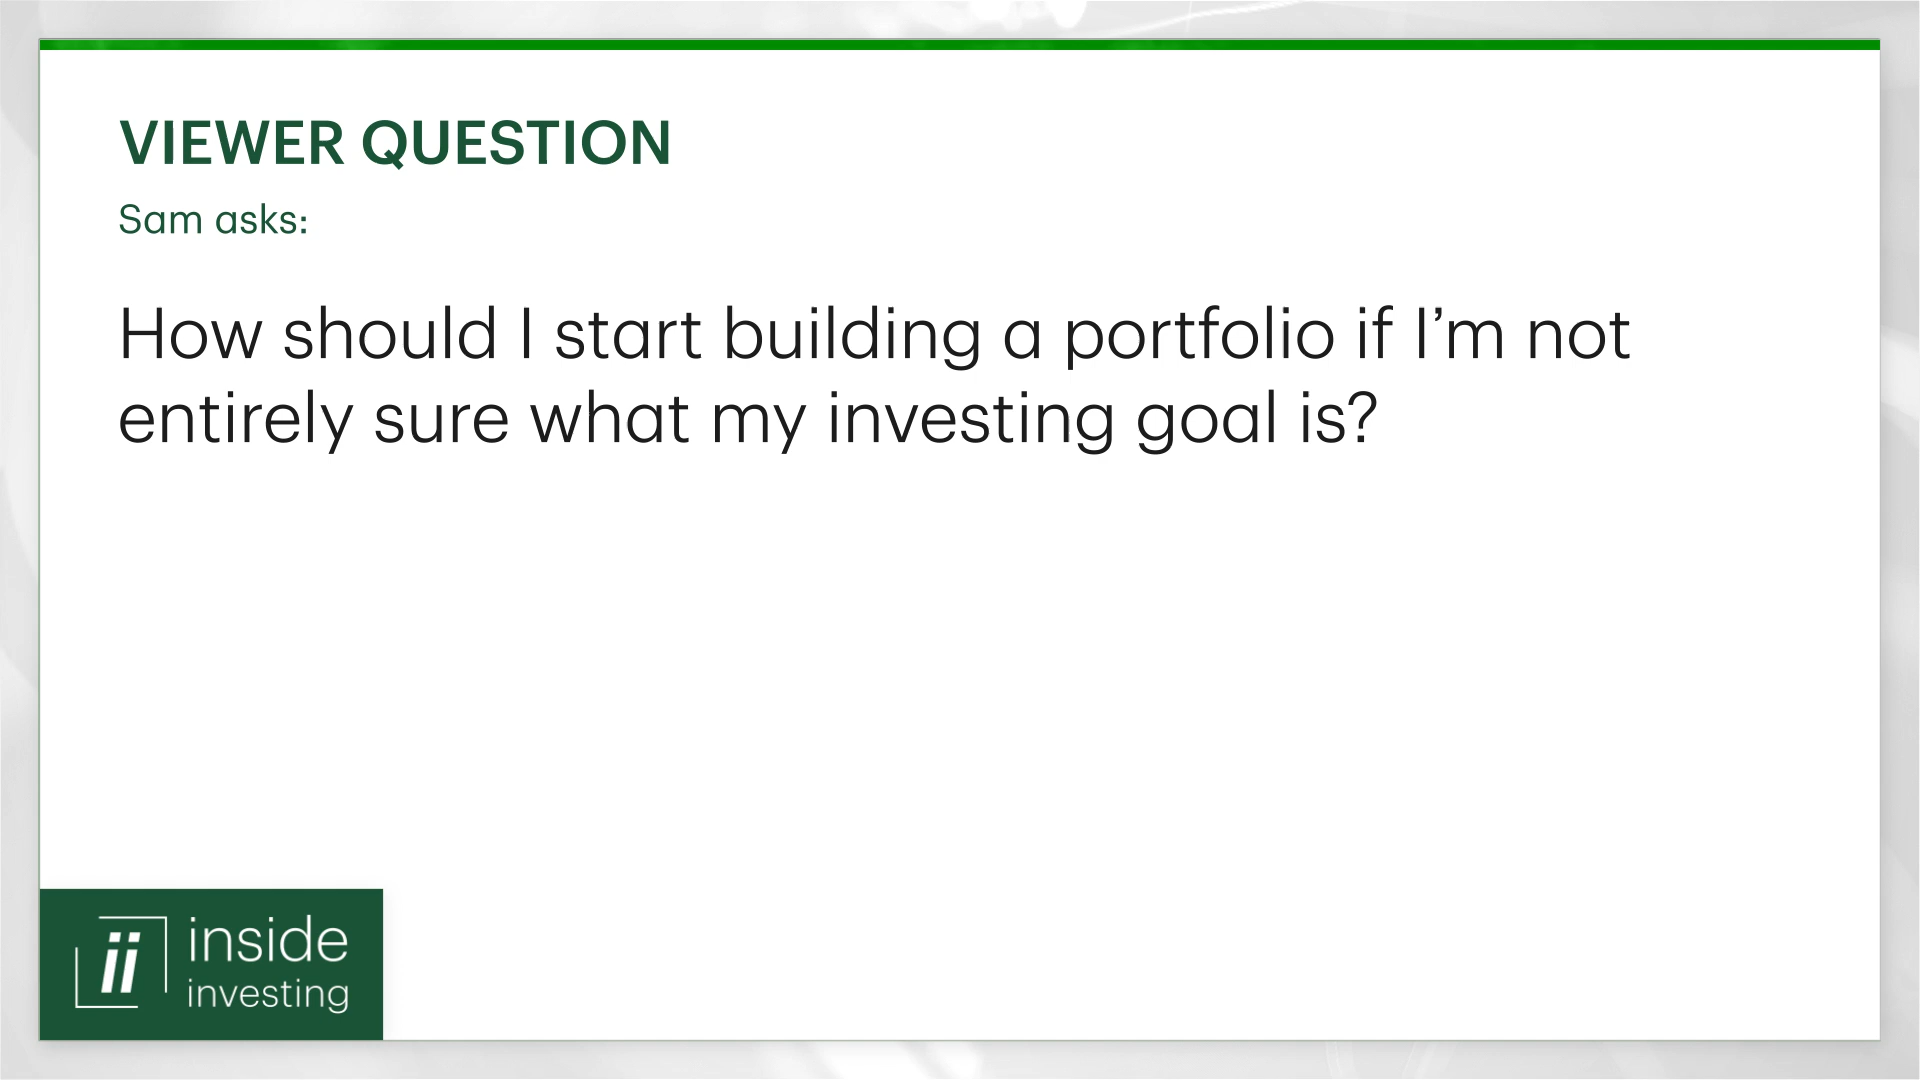 VIEWER QUESTION
Sam asks:
How should I start building a portfolio if I’m not
entirely sure what my investing goal is?
ii
inside
investing